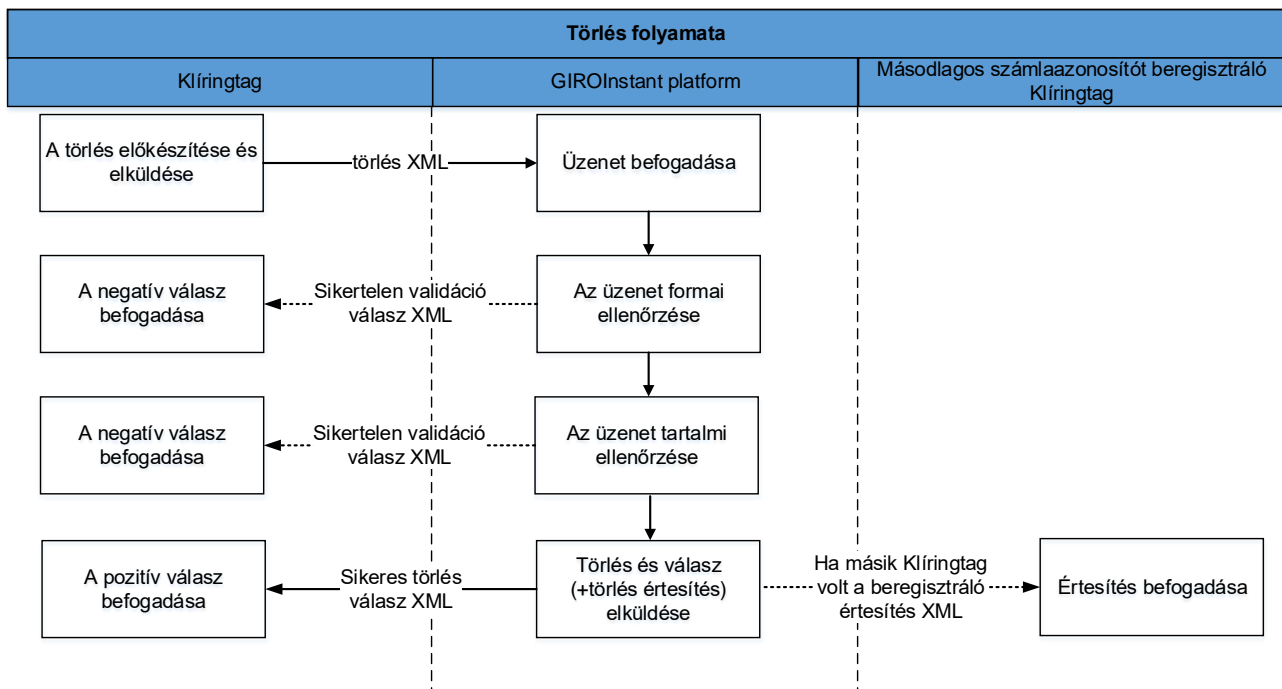 Törlés folyamata
Klíringtag
GIROInstant platform
Másodlagos számlaazonosítót beregisztráló
Klíringtag
A törlés előkészítése és
elküldése
törlés XML
Üzenet befogadása
A negatív válasz
befogadása
Sikertelen validáció
válasz XML
Az üzenet formai
ellenőrzése
A negatív válasz
befogadása
Sikertelen validáció
válasz XML
Az üzenet tartalmi
ellenőrzése
A pozitív válasz
befogadása
Sikeres törlés
válasz XML
Törlés és válasz
(+törlés értesítés)
elküldése
Ha másik Klíringtag
volt a beregisztráló
értesítés XML
Értesítés befogadása